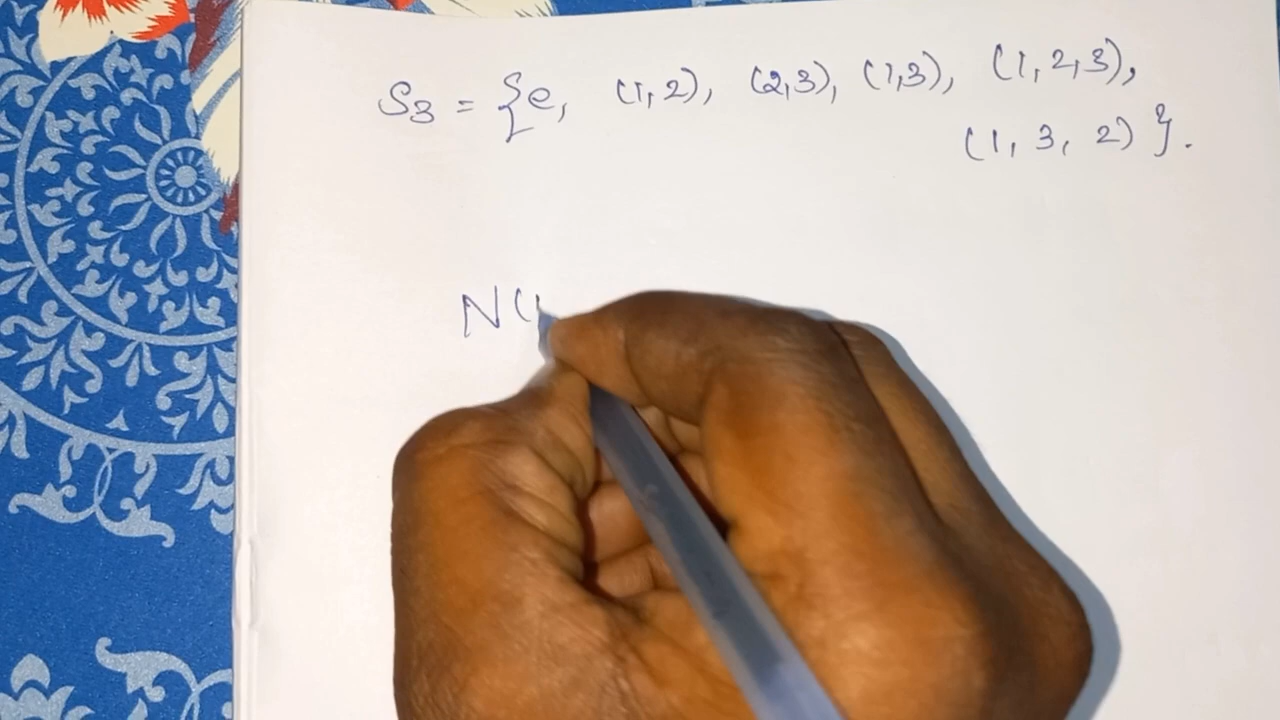 S3 = {e, (1,2), (2,3), (1,3), (1,2,3),
(1, 3, 2) }.
N(